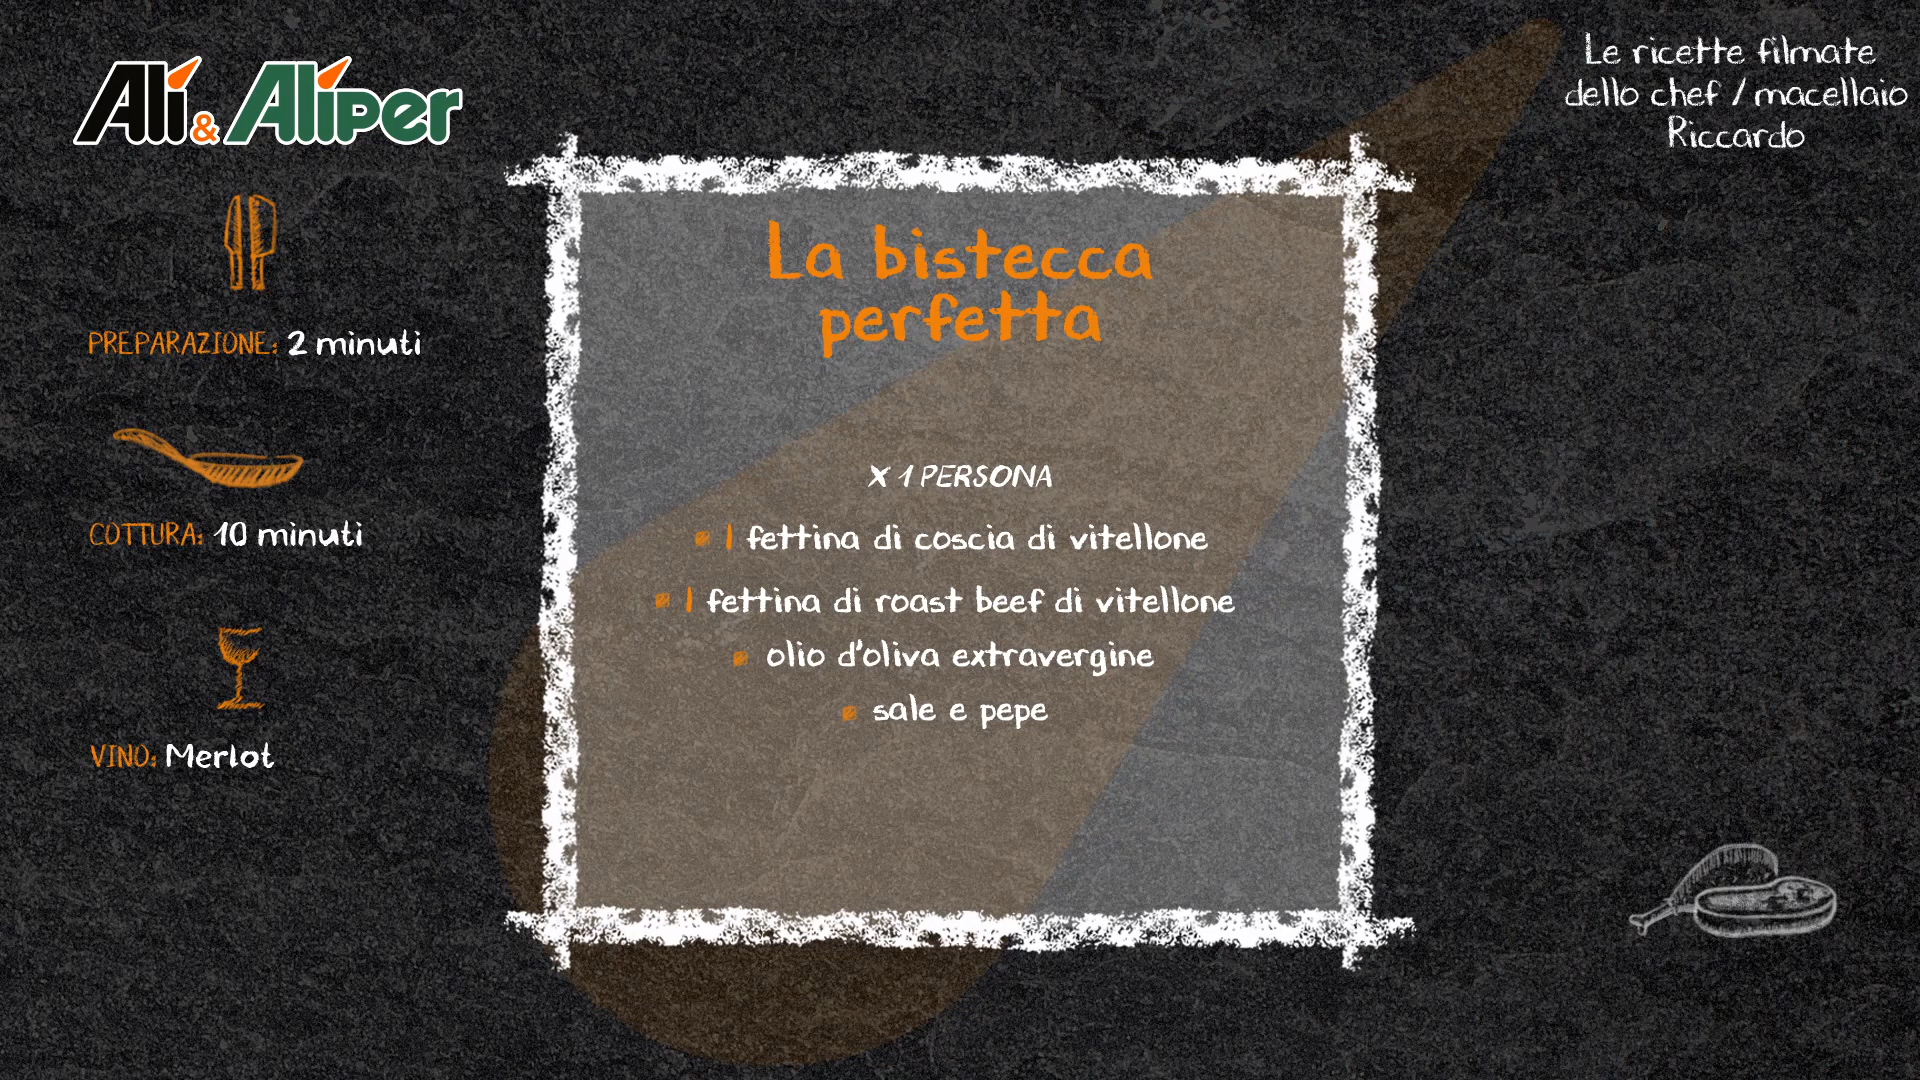 Alì & Alìper
Le ricette filmate
dello chef / macellaio
Riccardo
PREPARAZIONE: 2 minuti
COTTURA: 10 minuti
VINO: Merlot
La bistecca
perfetta
X 1 PERSONA
1 fettina di coscia di vitellone
1 fettina di roast beef di vitellone
olio d'oliva extravergine
sale e pepe